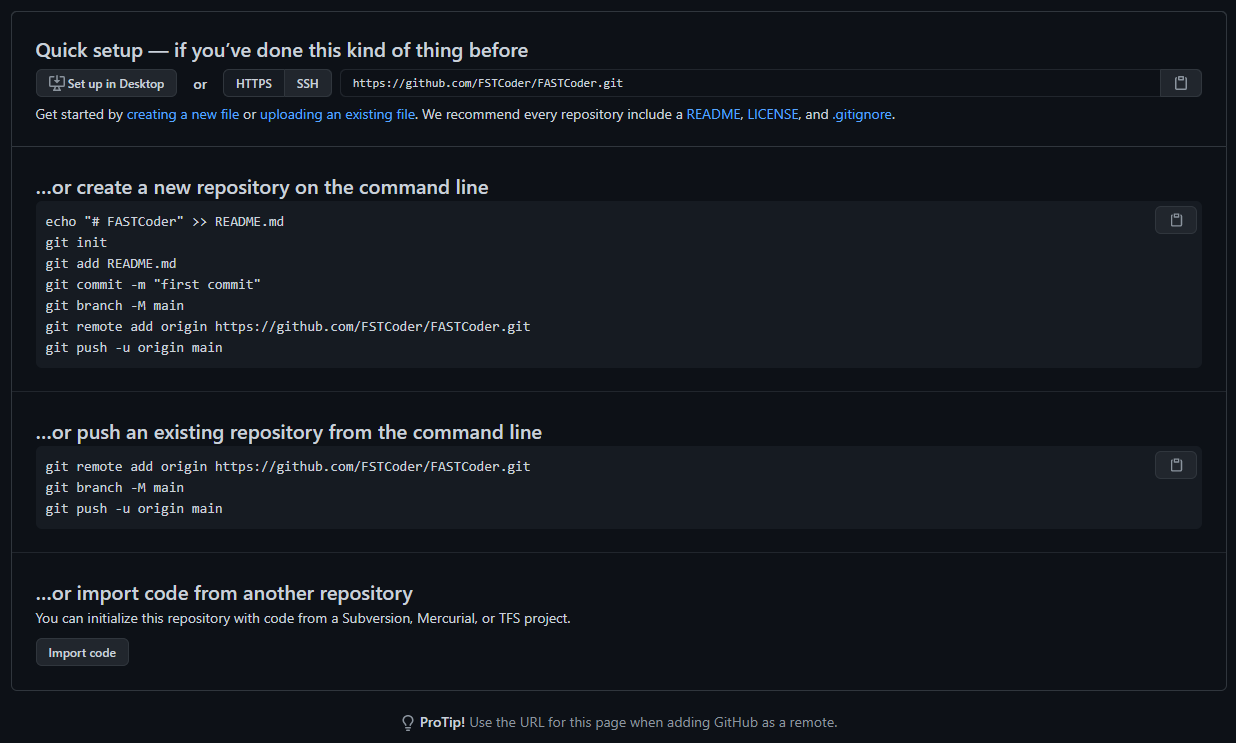 Quick setup — if you’ve done this kind of thing before
Set up in Desktop or HTTPS SSH https://github.com/FSTCoder/FASTCoder.git
Get started by creating a new file or uploading an existing file. We recommend every repository include a README, LICENSE, and .gitignore.
…or create a new repository on the command line
echo "# FASTCoder" >> README.md
git init
git add README.md
git commit -m "first commit"
git branch -M main
git remote add origin https://github.com/FSTCoder/FASTCoder.git
git push -u origin main
…or push an existing repository from the command line
git remote add origin https://github.com/FSTCoder/FASTCoder.git
git branch -M main
git push -u origin main
…or import code from another repository
You can initialize this repository with code from a Subversion, Mercurial, or TFS project.
Import code
ProTip! Use the URL for this page when adding GitHub as a remote.